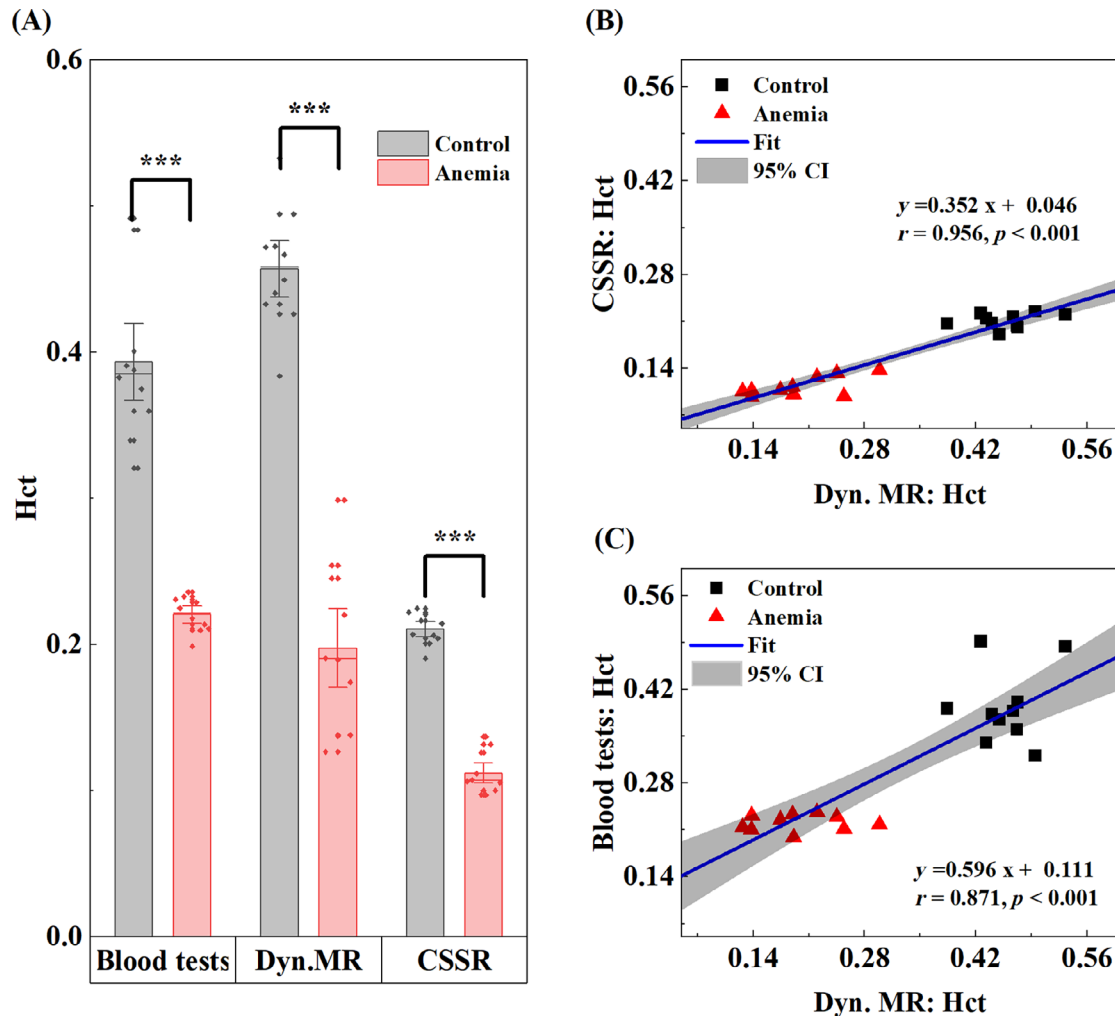 (A)
0.6
0.4
0.2
0.0
Hct
***
***
***
Control
Anemia
Blood tests
Dyn.MR
CSSR
(B)
0.56
0.42
0.28
0.14
CSSR: Hct
Control
Anemia
Fit
95% CI
y =0.352 x + 0.046
r = 0.956, p < 0.001
0.14 0.28 0.42 0.56
Dyn. MR: Hct
(C)
0.56
0.42
0.28
0.14
Blood tests: Hct
Control
Anemia
Fit
95% CI
y =0.596 x + 0.111
r = 0.871, p < 0.001
0.14 0.28 0.42 0.56
Dyn. MR: Hct